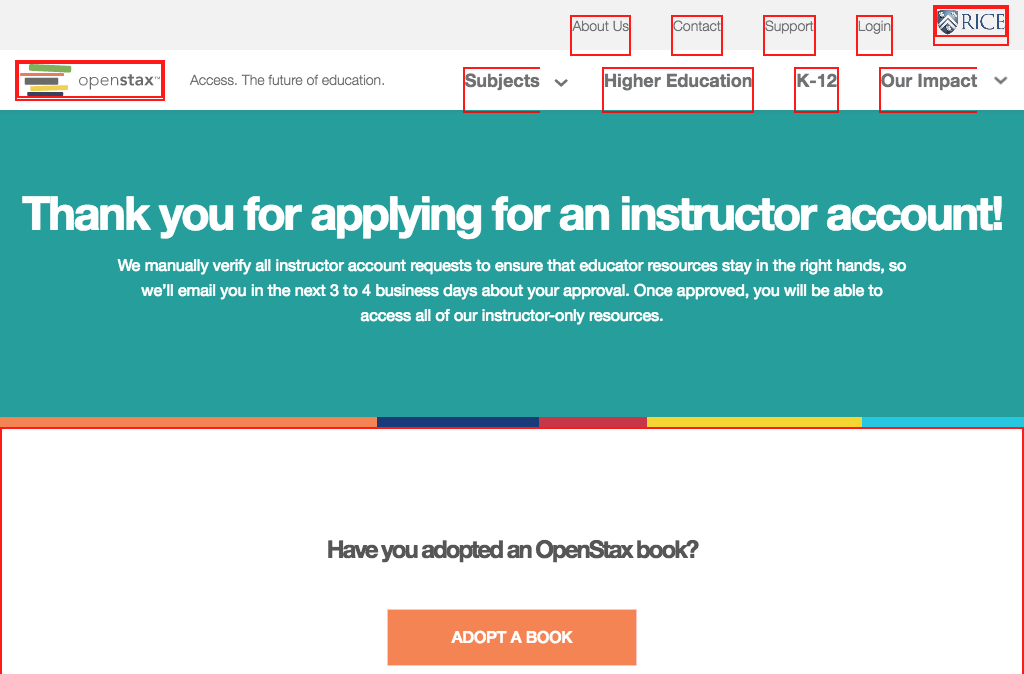 About Us Contact Support Login RICE
openstax™ Access. The future of education. Subjects Higher Education K-12 Our Impact
Thank you for applying for an instructor account!
We manually verify all instructor account requests to ensure that educator resources stay in the right hands, so
we’ll email you in the next 3 to 4 business days about your approval. Once approved, you will be able to
access all of our instructor-only resources.
Have you adopted an OpenStax book?
ADOPT A BOOK